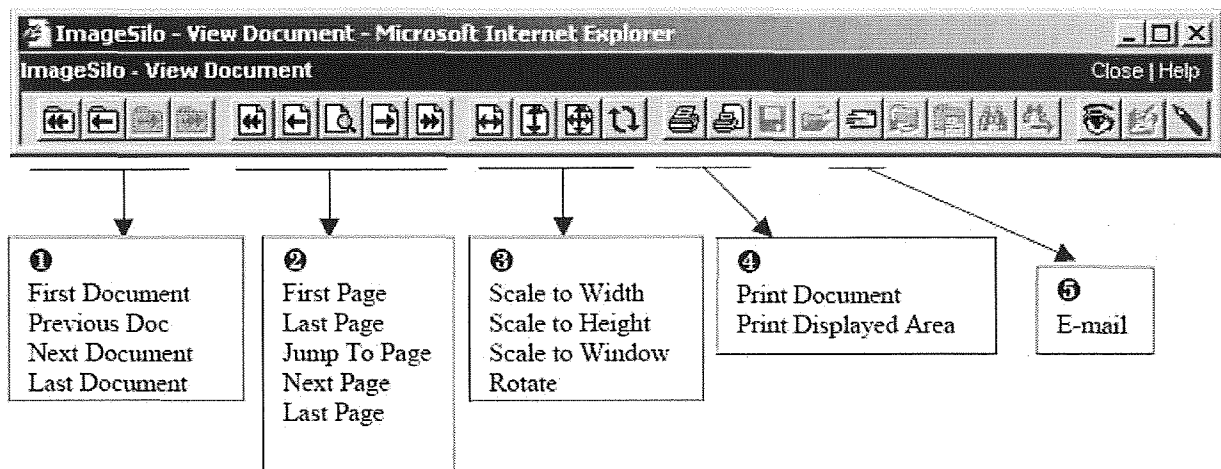 ImageSilo - View Document - Microsoft Internet Explorer
ImageSilo - View Document
Close | Help
❶
First Document
Previous Doc
Next Document
Last Document
❷
First Page
Last Page
Jump To Page
Next Page
Last Page
❸
Scale to Width
Scale to Height
Scale to Window
Rotate
❹
Print Document
Print Displayed Area
❺
E-mail